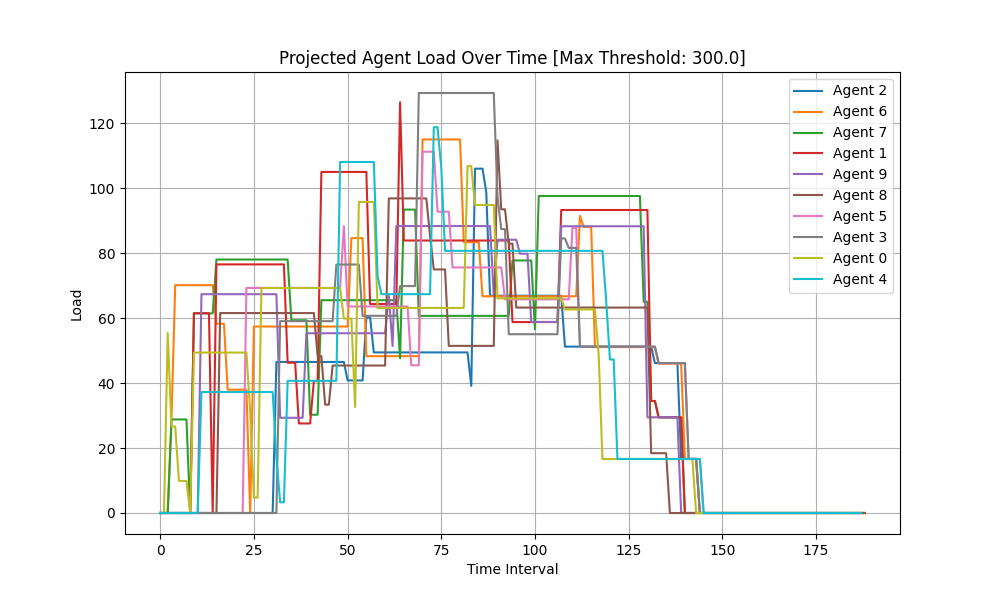 Projected Agent Load Over Time [Max Threshold: 300.0]
Load
120
100
80
60
40
20
0
0 25 50 75 100 125 150 175
Time Interval
Agent 2
Agent 6
Agent 7
Agent 1
Agent 9
Agent 8
Agent 5
Agent 3
Agent 0
Agent 4